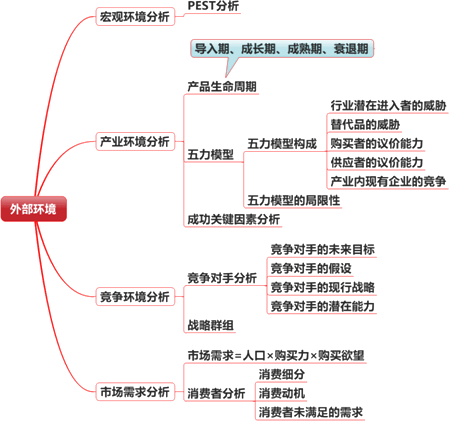 宏观环境分析
PEST分析
导入期、成长期、成熟期、衰退期
产品生命周期
产业环境分析
五力模型
五力模型构成
行业潜在进入者的威胁
替代品的威胁
购买者的议价能力
供应者的议价能力
产业内现有企业的竞争
五力模型的局限性
成功关键因素分析
外部环境
竞争环境分析
竞争对手分析
竞争对手的未来目标
竞争对手的假设
竞争对手的现行战略
竞争对手的潜在能力
战略群组
市场需求分析
市场需求=人口×购买力×购买欲望
消费者分析
消费细分
消费动机
消费者未满足的需求